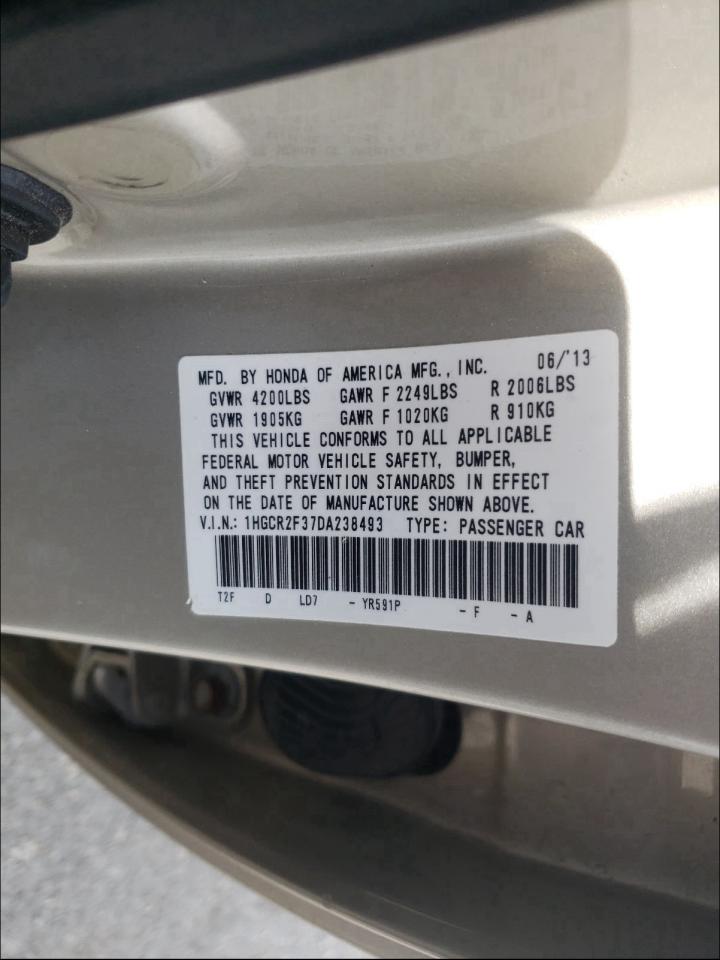 MFD. BY HONDA OF AMERICA MFG., INC. 06/'13
GVWR 4200LBS GAWR F 2249LBS R 2006LBS
GVWR 1905KG GAWR F 1020KG R 910KG
THIS VEHICLE CONFORMS TO ALL APPLICABLE
FEDERAL MOTOR VEHICLE SAFETY, BUMPER,
AND THEFT PREVENTION STANDARDS IN EFFECT
ON THE DATE OF MANUFACTURE SHOWN ABOVE.
V.I.N.: 1HGCR2F37DA238493 TYPE: PASSENGER CAR
T2F D LD7 - YR591P - F - A